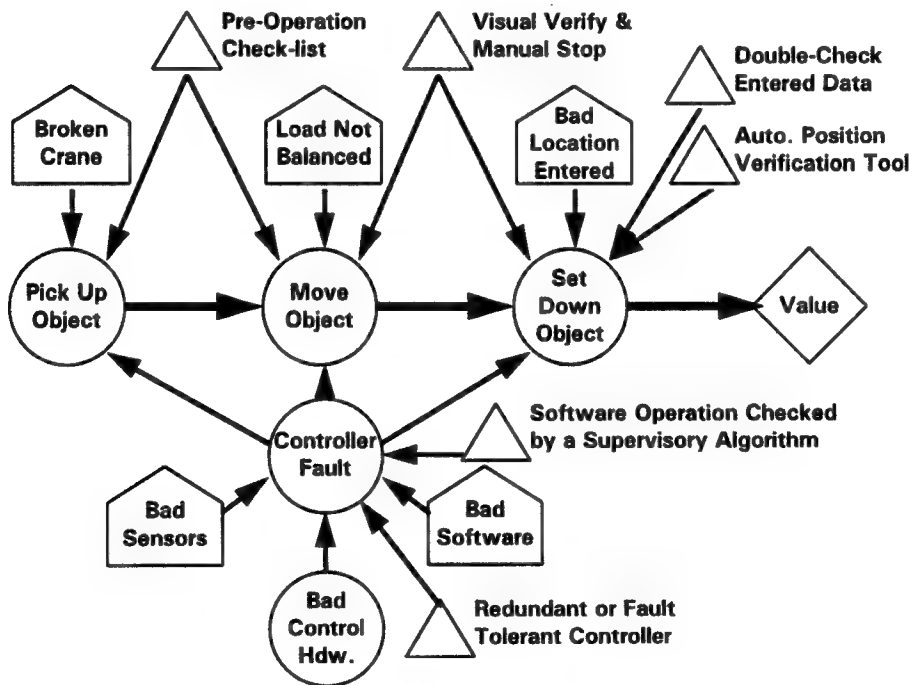 Pre-Operation
Check-list
Visual Verify &
Manual Stop
Double-Check
Entered Data
Auto. Position
Verification Tool
Broken
Crane
Load Not
Balanced
Bad
Location
Entered
Pick Up
Object
Move
Object
Set
Down
Object
Value
Controller
Fault
Software Operation Checked
by a Supervisory Algorithm
Bad
Sensors
Bad
Software
Bad
Control
Hdw.
Redundant or Fault
Tolerant Controller